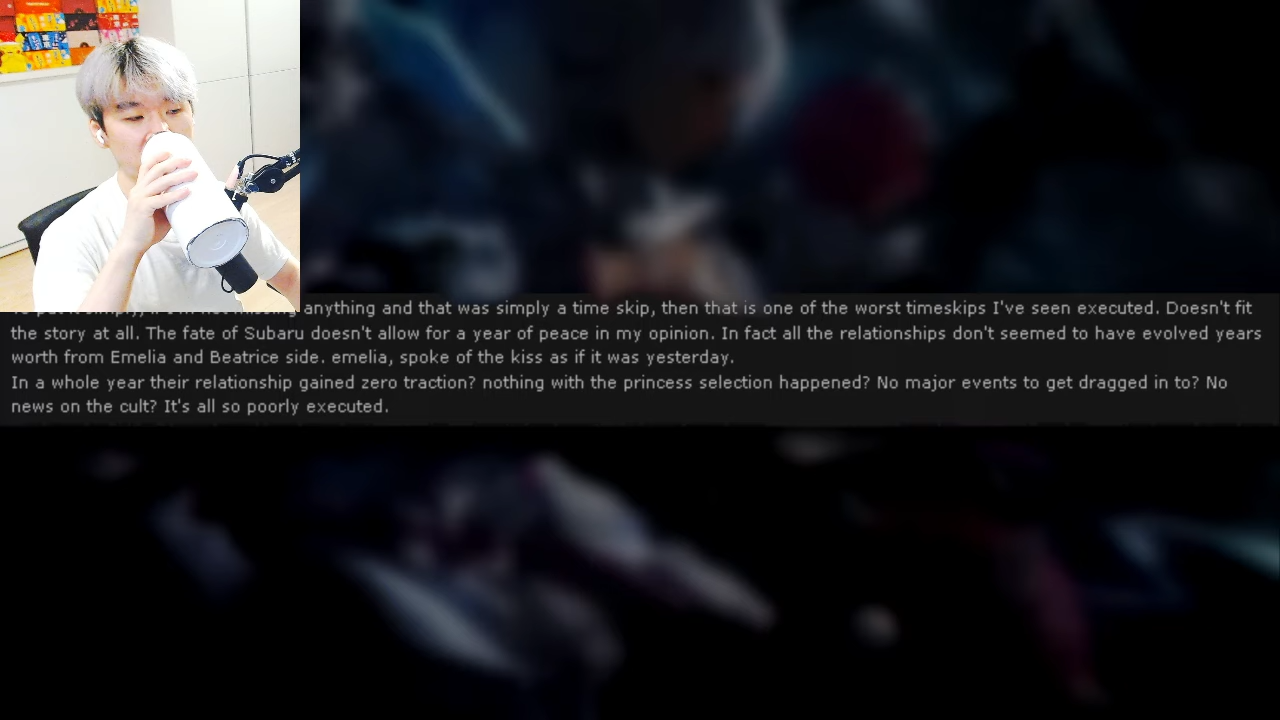 anything and that was simply a time skip, then that is one of the worst timeskips I've seen executed. Doesn't fit
the story at all. The fate of Subaru doesn't allow for a year of peace in my opinion. In fact all the relationships don't seemed to have evolved years
worth from Emelia and Beatrice side. emelia, spoke of the kiss as if it was yesterday.
In a whole year their relationship gained zero traction? nothing with the princess selection happened? No major events to get dragged in to? No
news on the cult? It's all so poorly executed.